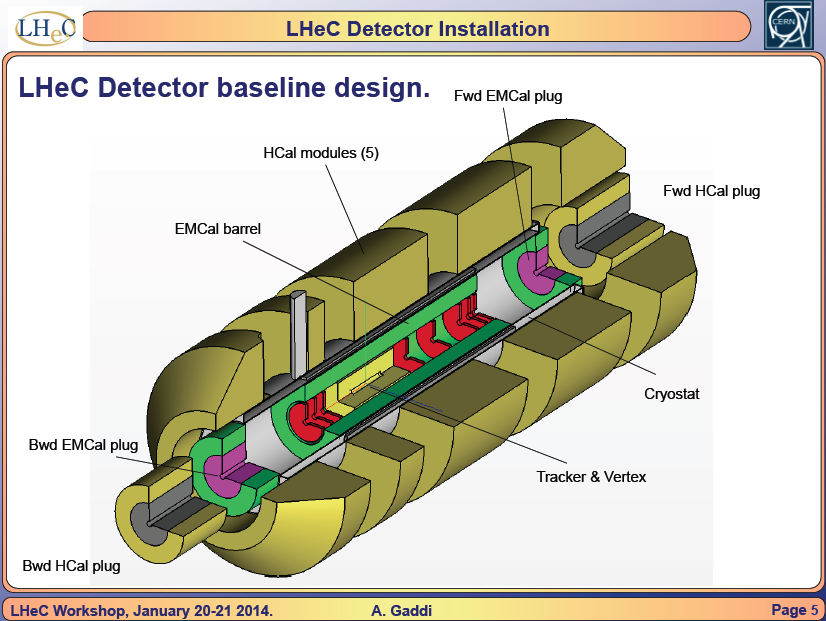 LHeC
LHeC Detector Installation
CERN
LHeC Detector baseline design.
Fwd EMCal plug
HCal modules (5)
Fwd HCal plug
EMCal barrel
Cryostat
Bwd EMCal plug
Tracker & Vertex
Bwd HCal plug
LHeC Workshop, January 20-21 2014.
A. Gaddi
Page 5